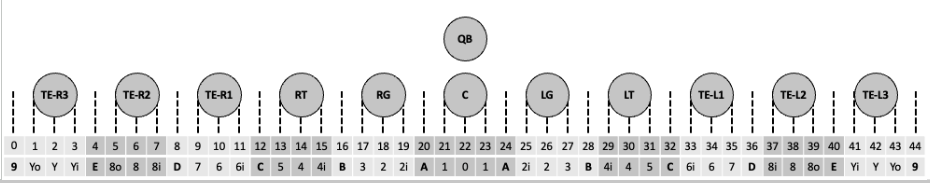 QB
TE-R3 TE-R2 TE-R1 RT RG C LG LT TE-L1 TE-L2 TE-L3
0 1 2 3 4 5 6 7 8 9 10 11 12 13 14 15 16 17 18 19 20 21 22 23 24 25 26 27 28 29 30 31 32 33 34 35 36 37 38 39 40 41 42 43 44
9 Yo Y Yi E 8o 8 8i D 7 6 6i C 5 4 4i B 3 2 2i A 1 0 1 A 2i 2 3 B 4i 4 5 C 6i 6 7 D 8i 8 8o E Yi Y Yo 9